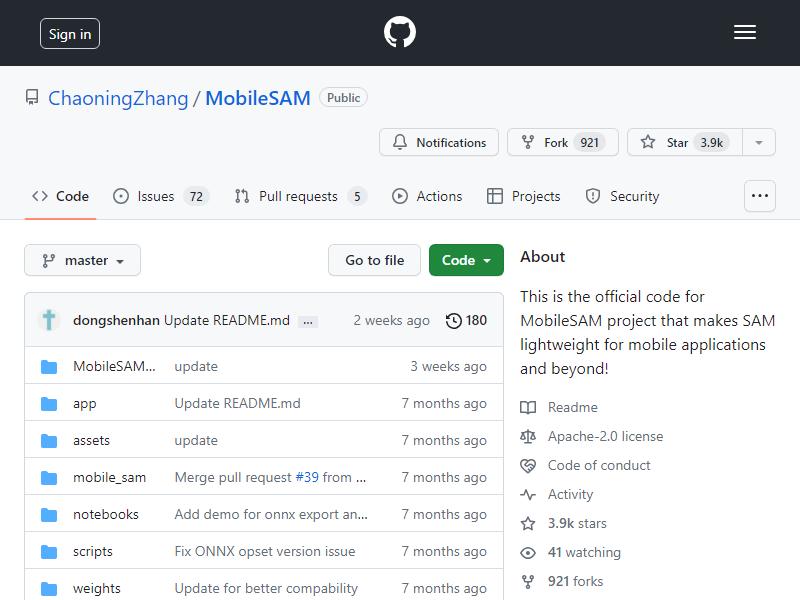 Sign in
ChaoningZhang / MobileSAM Public
Notifications Fork 921 Star 3.9k
Code Issues 72 Pull requests 5 Actions Projects Security ...
master Go to file Code
About
This is the official code for
MobileSAM project that makes SAM
lightweight for mobile applications
and beyond!
Readme
Apache-2.0 license
Code of conduct
Activity
3.9k stars
41 watching
921 forks
dongshenhan Update README.md ... 2 weeks ago 180
MobileSAM... update 3 weeks ago
app Update README.md 7 months ago
assets update 7 months ago
mobile_sam Merge pull request #39 from ... 7 months ago
notebooks Add demo for onnx export an... 7 months ago
scripts Fix ONNX opset version issue 7 months ago
weights Update for better compability 7 months ago